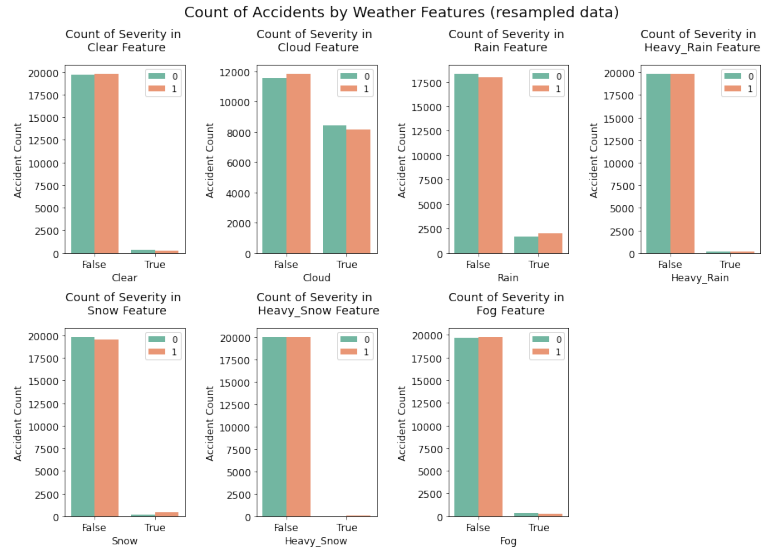 Count of Accidents by Weather Features (resampled data)
Count of Severity in
Clear Feature
Accident Count
20000
17500
15000
12500
10000
7500
5000
2500
0
0
1
False
True
Clear
Count of Severity in
Cloud Feature
Accident Count
12000
10000
8000
6000
4000
2000
0
0
1
False
True
Cloud
Count of Severity in
Rain Feature
Accident Count
17500
15000
12500
10000
7500
5000
2500
0
0
1
False
True
Rain
Count of Severity in
Heavy_Rain Feature
Accident Count
20000
17500
15000
12500
10000
7500
5000
2500
0
0
1
False
True
Heavy_Rain
Count of Severity in
Snow Feature
Accident Count
20000
17500
15000
12500
10000
7500
5000
2500
0
0
1
False
True
Snow
Count of Severity in
Heavy_Snow Feature
Accident Count
20000
17500
15000
12500
10000
7500
5000
2500
0
0
1
False
True
Heavy_Snow
Count of Severity in
Fog Feature
Accident Count
20000
17500
15000
12500
10000
7500
5000
2500
0
0
1
False
True
Fog